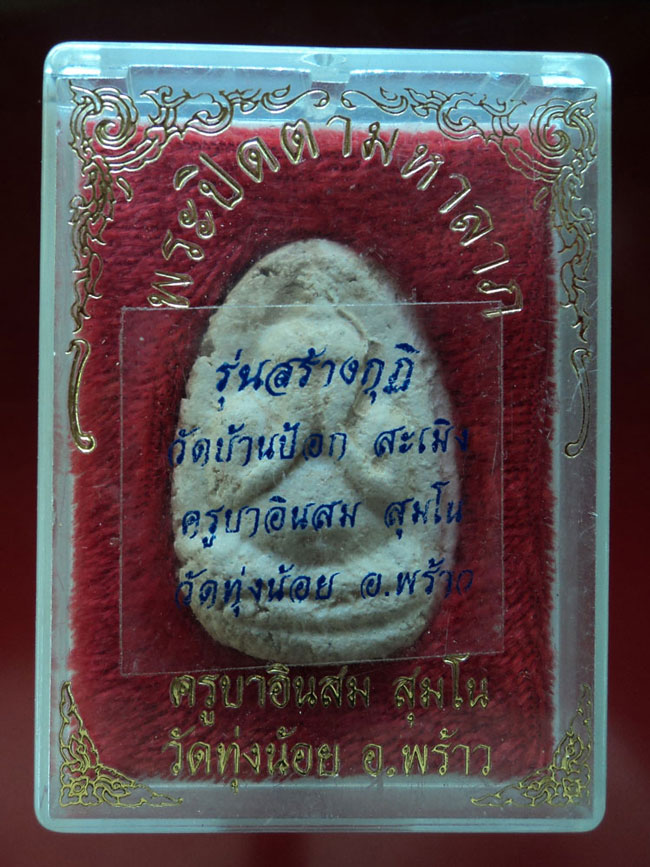 พระปิดตามหาลาภ
รุ่นสร้างกุฏิ
วัดบ้านป๊อก สะเมิง
ครูบาอินสม สุมโน
วัดทุ่งน้อย อ.พร้าว
ครูบาอินสม สุมโน
วัดทุ่งน้อย อ.พร้าว